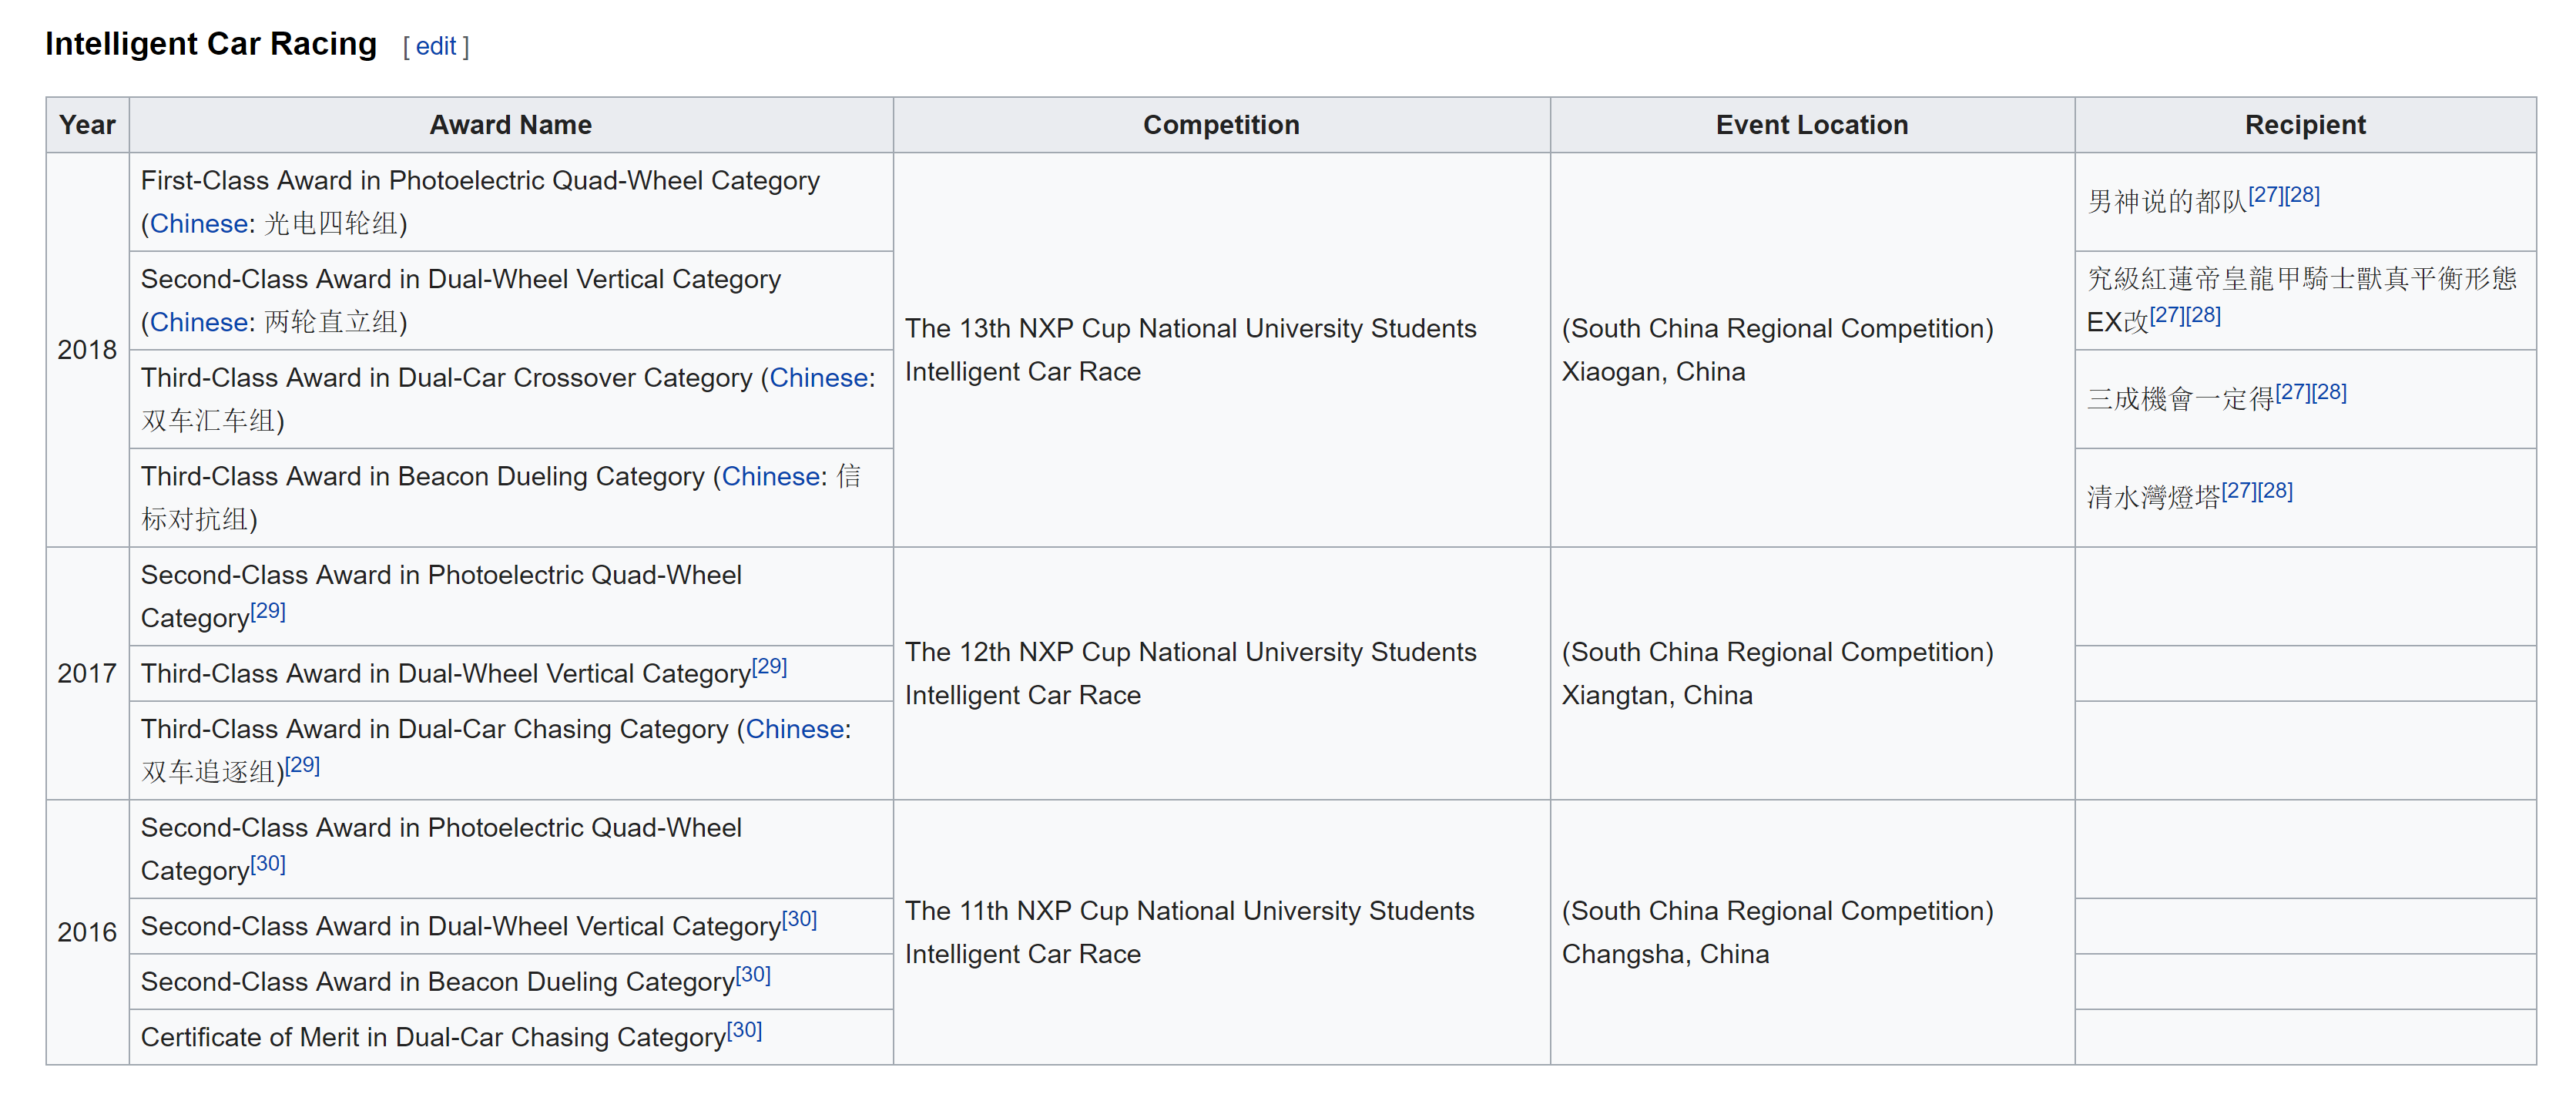 Intelligent Car Racing [ edit ]
Year Award Name Competition Event Location Recipient
2018
First-Class Award in Photoelectric Quad-Wheel Category
(Chinese: 光电四轮组)
The 13th NXP Cup National University Students
Intelligent Car Race
(South China Regional Competition)
Xiaogan, China
男神说的都队[27][28]
Second-Class Award in Dual-Wheel Vertical Category
(Chinese: 两轮直立组)
究級紅蓮帝皇龍甲騎士獸真平衡形態
EX改[27][28]
Third-Class Award in Dual-Car Crossover Category (Chinese:
双车汇车组)
三成機會一定得[27][28]
Third-Class Award in Beacon Dueling Category (Chinese: 信
标对抗组)
清水灣燈塔[27][28]
2017
Second-Class Award in Photoelectric Quad-Wheel
Category[29]
The 12th NXP Cup National University Students
Intelligent Car Race
(South China Regional Competition)
Xiangtan, China
Third-Class Award in Dual-Wheel Vertical Category[29]
Third-Class Award in Dual-Car Chasing Category (Chinese:
双车追逐组)[29]
2016
Second-Class Award in Photoelectric Quad-Wheel
Category[30]
The 11th NXP Cup National University Students
Intelligent Car Race
(South China Regional Competition)
Changsha, China
Second-Class Award in Dual-Wheel Vertical Category[30]
Second-Class Award in Beacon Dueling Category[30]
Certificate of Merit in Dual-Car Chasing Category[30]